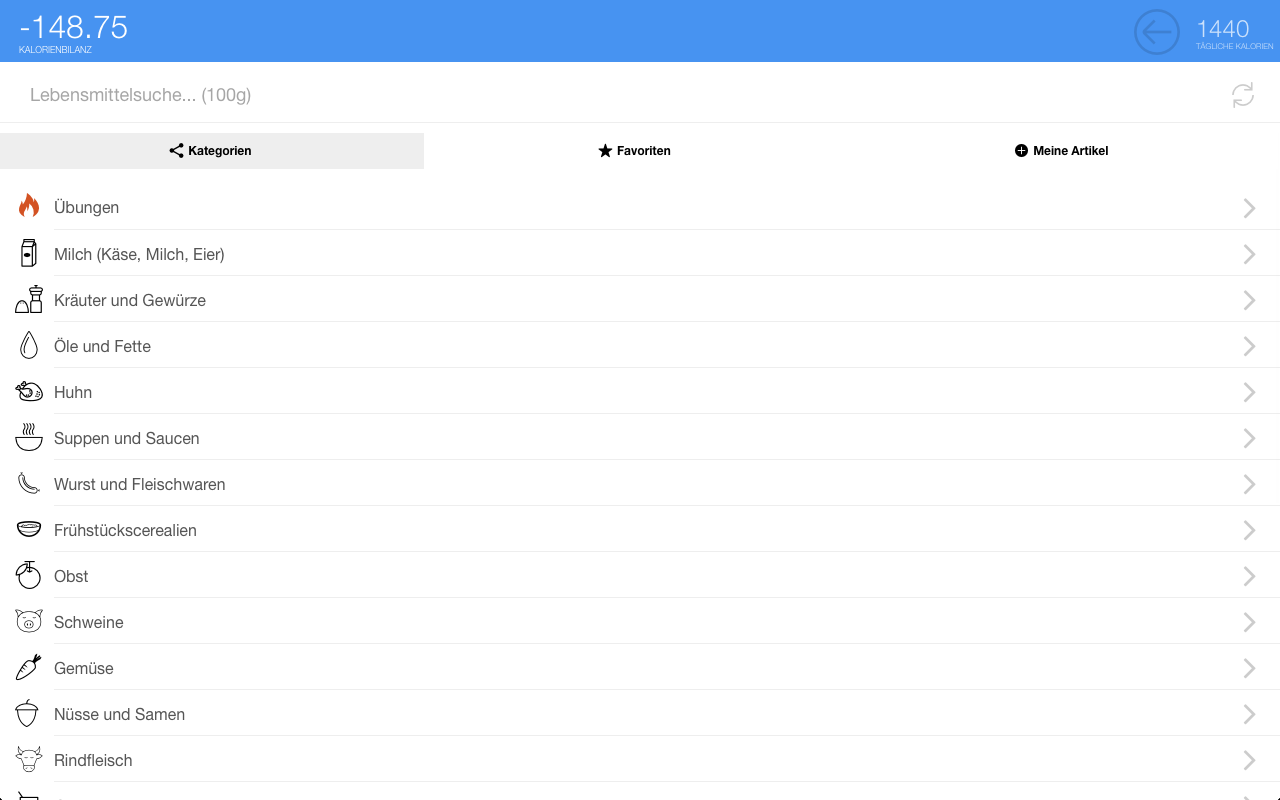 -148.75
KALORIENBILANZ
1440
TÄGLICHE KALORIEN
Lebensmittelsuche... (100g)
Kategorien
Favoriten
Meine Artikel
Übungen
Milch (Käse, Milch, Eier)
Kräuter und Gewürze
Öle und Fette
Huhn
Suppen und Saucen
Wurst und Fleischwaren
Frühstückscerealien
Obst
Schweine
Gemüse
Nüsse und Samen
Rindfleisch